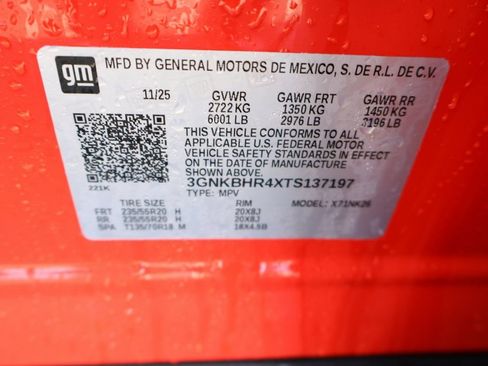 gm
MFD BY GENERAL MOTORS DE MEXICO, S. DE R.L. DE C.V.
11/25 GVWR GAWR FRT GAWR RR
2722 KG 1350 KG 1450 KG
6001 LB 2976 LB 3196 LB
THIS VEHICLE CONFORMS TO ALL
APPLICABLE U.S. FEDERAL MOTOR
VEHICLE SAFETY STANDARDS IN
EFFECT ON THE DATE OF MANUFACTURE
SHOWN ABOVE.
3GNKBHR4XTS137197
221K TYPE: MPV MODEL: X71NK26
TIRE SIZE RIM
FRT 235/55R20 H 20X8J
RR 235/55R20 H 20X8J
SPA T135/70R18 M 18X4.5B